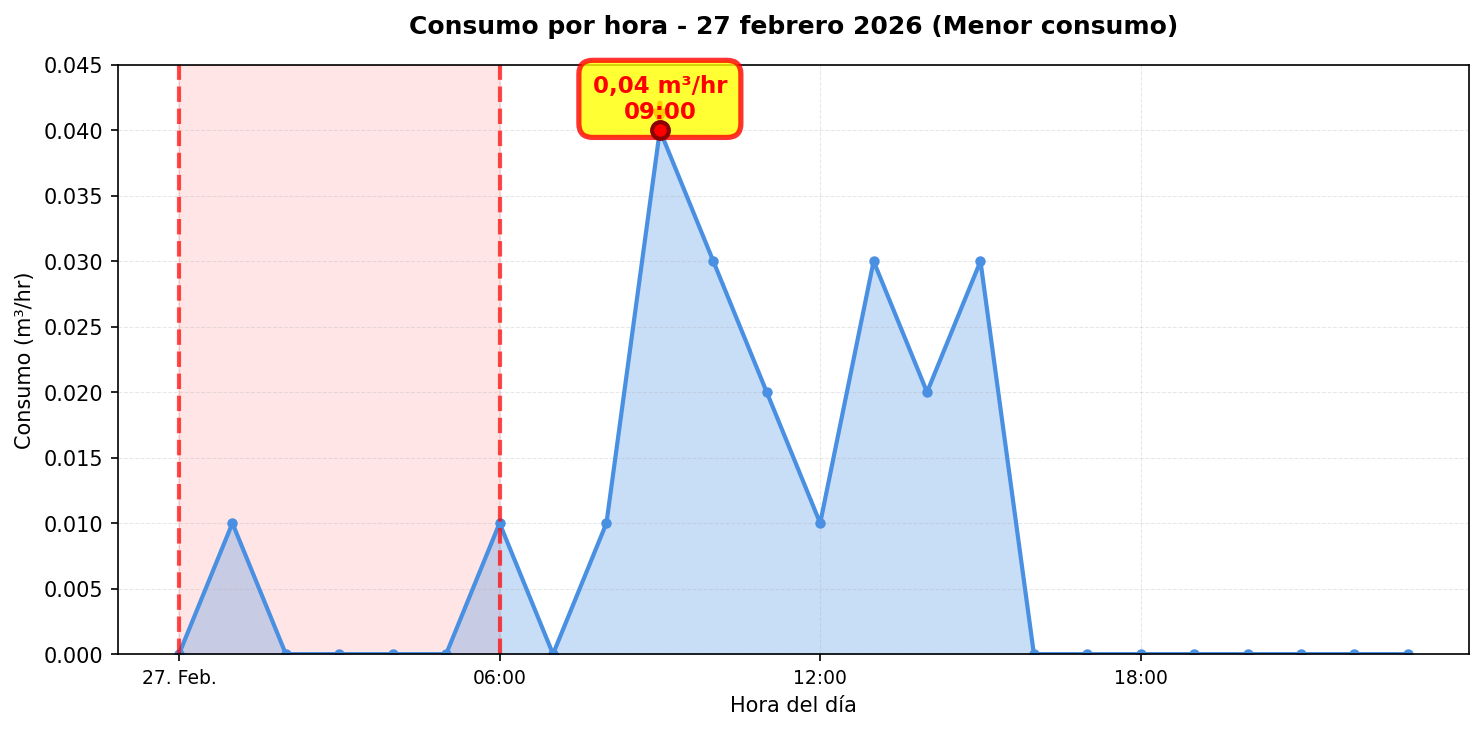 Consumo por hora - 27 febrero 2026 (Menor consumo)
0,04 m³/hr
09:00
Consumo (m³/hr)
0.045
0.040
0.035
0.030
0.025
0.020
0.015
0.010
0.005
0.000
27. Feb.
06:00
12:00
18:00
Hora del día